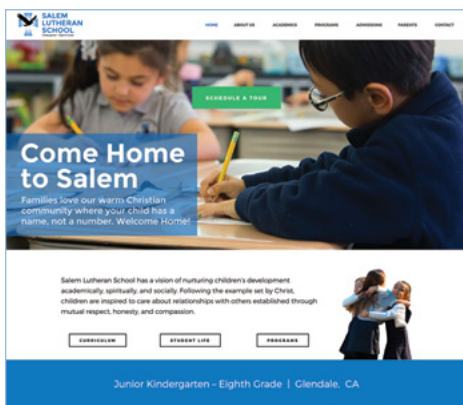 SALEM
LUTHERAN
SCHOOL
HOME ABOUT US ACADEMICS PROGRAMS ADMISSIONS PARENTS CONTACT
SCHEDULE A TOUR
Come Home
to Salem
Families love our warm Christian
community where your child has a
name, not a number. Welcome Home!
Salem Lutheran School has a vision of nurturing children's development
academically, spiritually, and socially. Following the example set by Christ,
children are inspired to care about relationships with others established through
mutual respect, honesty, and compassion.
CURRICULUM STUDENT LIFE PROGRAMS
Junior Kindergarten – Eighth Grade | Glendale, CA